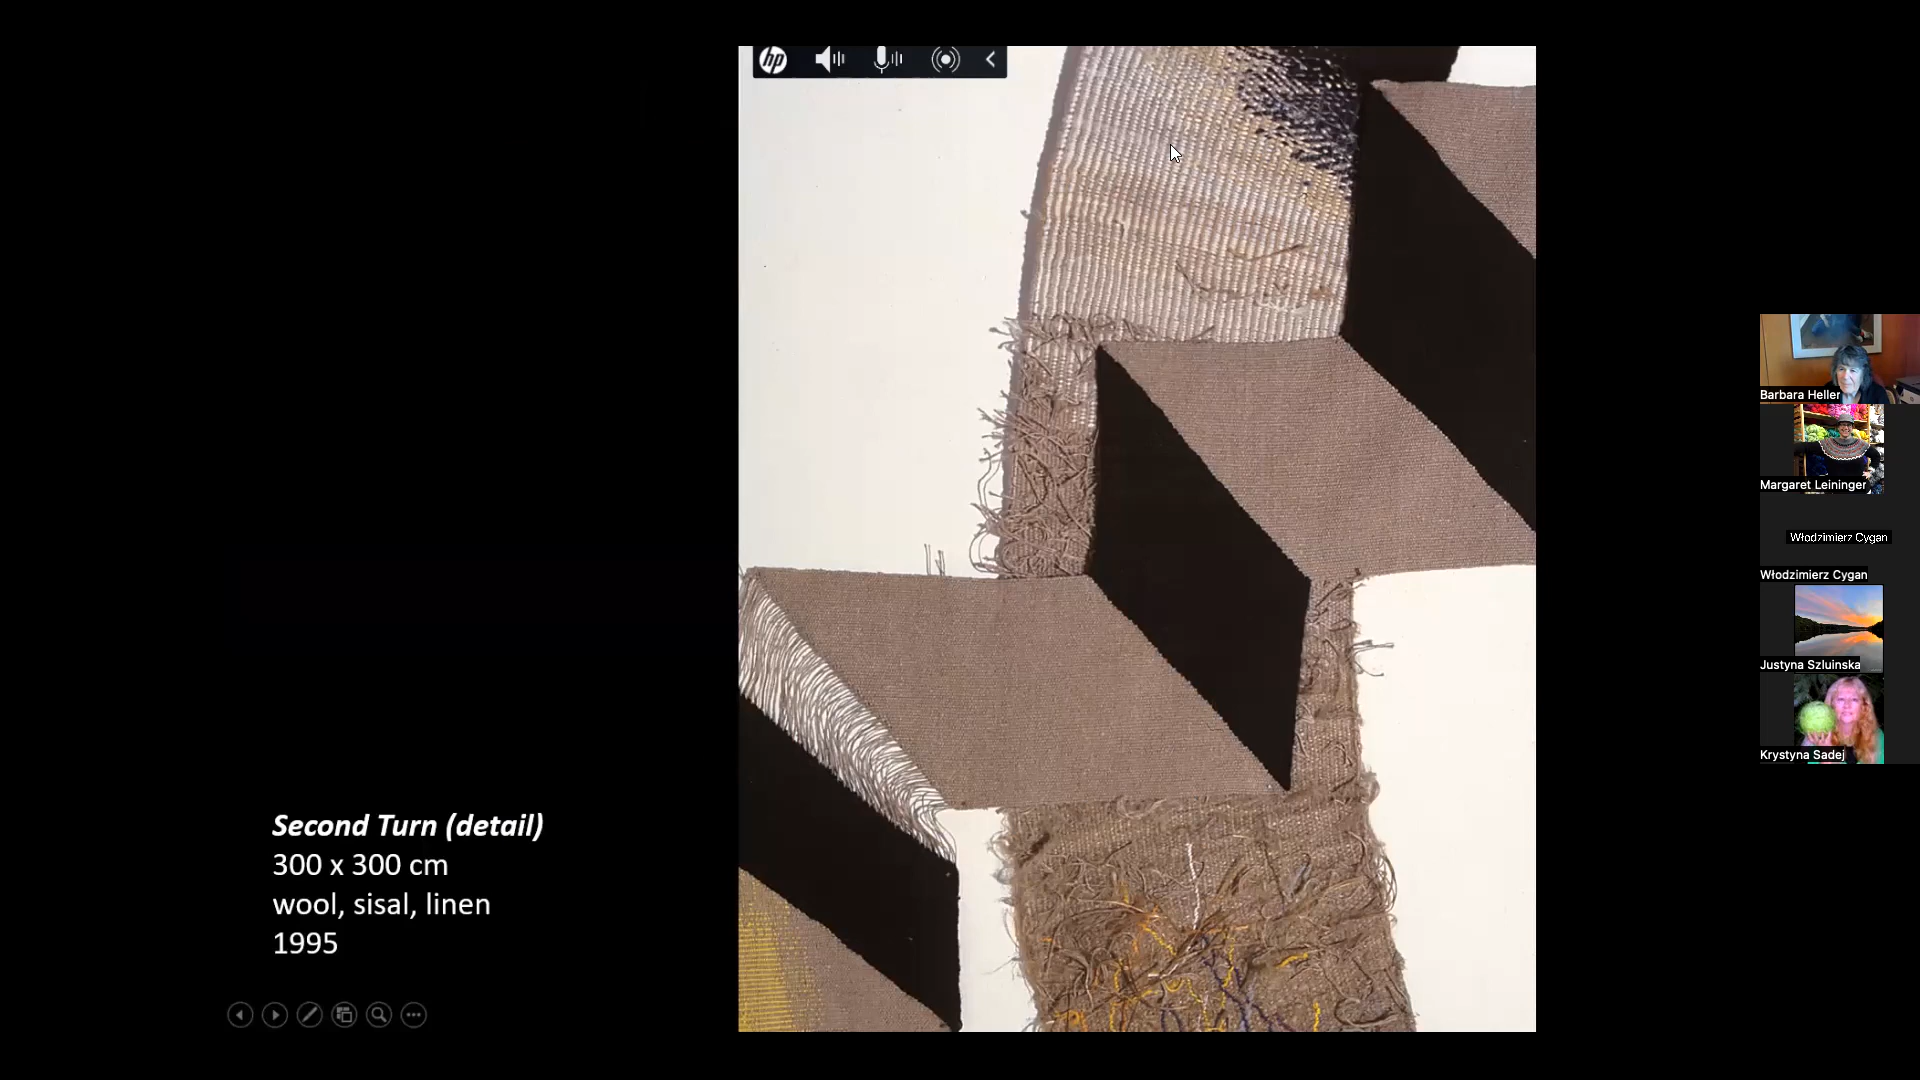 hp
Second Turn (detail)
300 x 300 cm
wool, sisal, linen
1995
Barbara Heller
Margaret Leininger
Włodzimierz Cygan
Włodzimierz Cygan
Justyna Szluinska
Krystyna Sadej